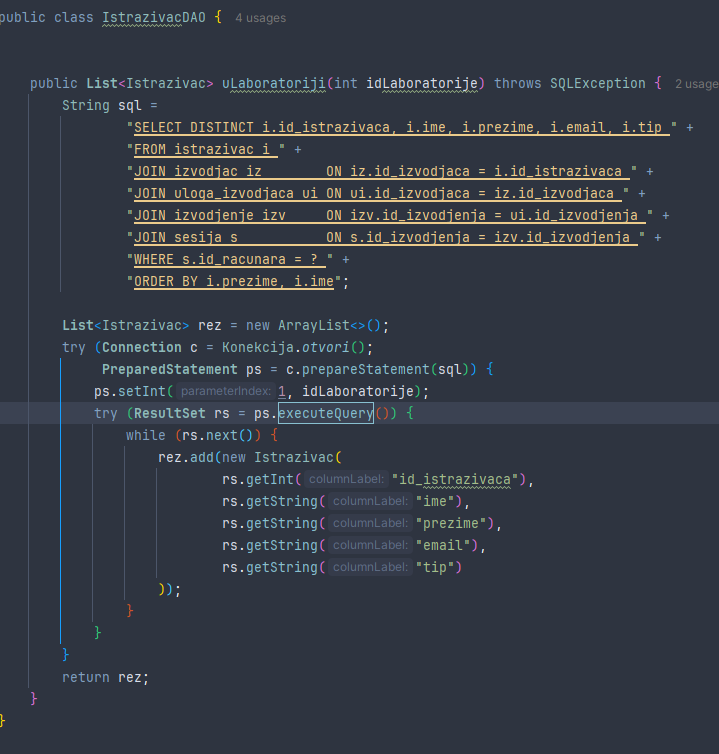 public class IstrazivacDAO {  4 usages
public List<Istrazivac> uLaboratoriji(int idLaboratorije) throws SQLException {  2 usage
String sql =
"SELECT DISTINCT i.id_istrazivaca, i.ime, i.prezime, i.email, i.tip " +
"FROM istrazivac i " +
"JOIN izvodjac iz        ON iz.id_izvodjaca = i.id_istrazivaca " +
"JOIN uloga_izvodjaca ui ON ui.id_izvodjaca = iz.id_izvodjaca " +
"JOIN izvodjenje izv     ON izv.id_izvodjenja = ui.id_izvodjenja " +
"JOIN sesija s           ON s.id_izvodjenja = izv.id_izvodjenja " +
"WHERE s.id_racunara = ? " +
"ORDER BY i.prezime, i.ime";
List<Istrazivac> rez = new ArrayList<>();
try (Connection c = Konekcija.otvori();
PreparedStatement ps = c.prepareStatement(sql)) {
ps.setInt( parameterIndex: 1, idLaboratorije);
try (ResultSet rs = ps.executeQuery()) {
while (rs.next()) {
rez.add(new Istrazivac(
rs.getInt( columnLabel: "id_istrazivaca"),
rs.getString( columnLabel: "ime"),
rs.getString( columnLabel: "prezime"),
rs.getString( columnLabel: "email"),
rs.getString( columnLabel: "tip")
));
}
}
}
return rez;
}
}